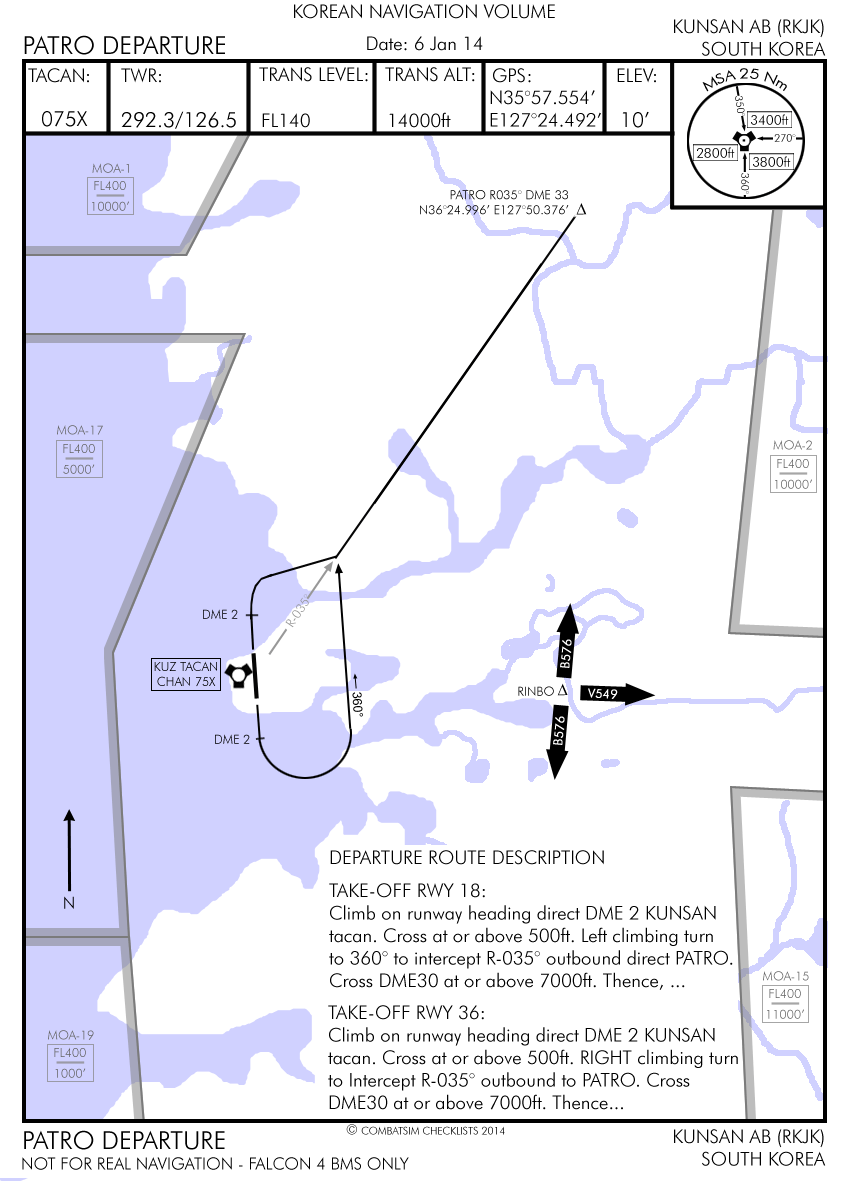 KOREAN NAVIGATION VOLUME
PATRO DEPARTURE
Date: 6 Jan 14
KUNSAN AB (RKJK)
SOUTH KOREA
TACAN:
075X
TWR:
292.3/126.5
TRANS LEVEL:
FL140
TRANS ALT:
14000ft
GPS:
N35°57.554'
E127°24.492'
ELEV:
10'
MSA 25 Nm
350°
3400ft
270°
2800ft
3800ft
360°
MOA-1
FL400
10000'
PATRO R035° DME 33
N36°24.996' E127°50.376'
MOA-17
FL400
5000'
MOA-2
FL400
10000'
DME 2
R-035°
KUZ TACAN
CHAN 75X
360°
DME 2
B576
RINBO
V549
B576
N
DEPARTURE ROUTE DESCRIPTION
TAKE-OFF RWY 18:
Climb on runway heading direct DME 2 KUNSAN
tacan. Cross at or above 500ft. Left climbing turn
to 360° to intercept R-035° outbound direct PATRO.
Cross DME30 at or above 7000ft. Thence, ...
TAKE-OFF RWY 36:
Climb on runway heading direct DME 2 KUNSAN
tacan. Cross at or above 500ft. RIGHT climbing turn
to Intercept R-035° outbound to PATRO. Cross
DME30 at or above 7000ft. Thence...
MOA-15
FL400
11000'
MOA-19
FL400
1000'
PATRO DEPARTURE
NOT FOR REAL NAVIGATION - FALCON 4 BMS ONLY
© COMBATSIM CHECKLISTS 2014
KUNSAN AB (RKJK)
SOUTH KOREA